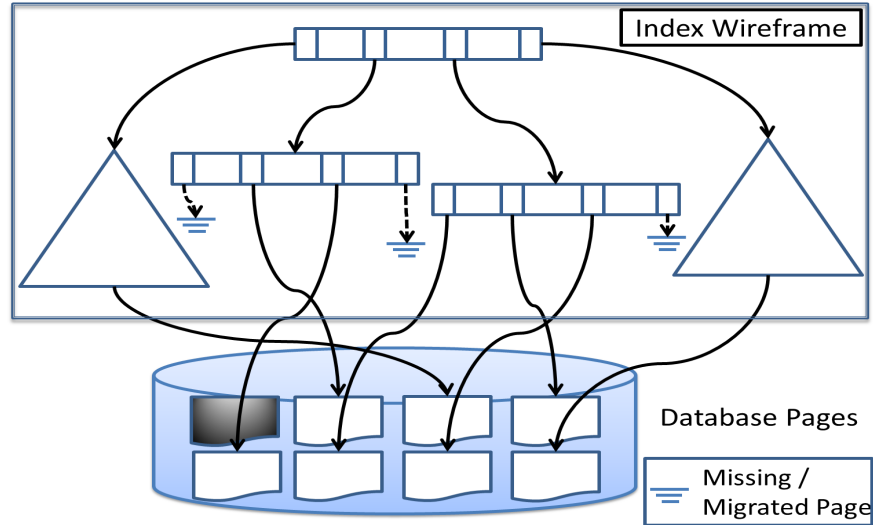 Index Wireframe
Database Pages
Missing /
Migrated Page